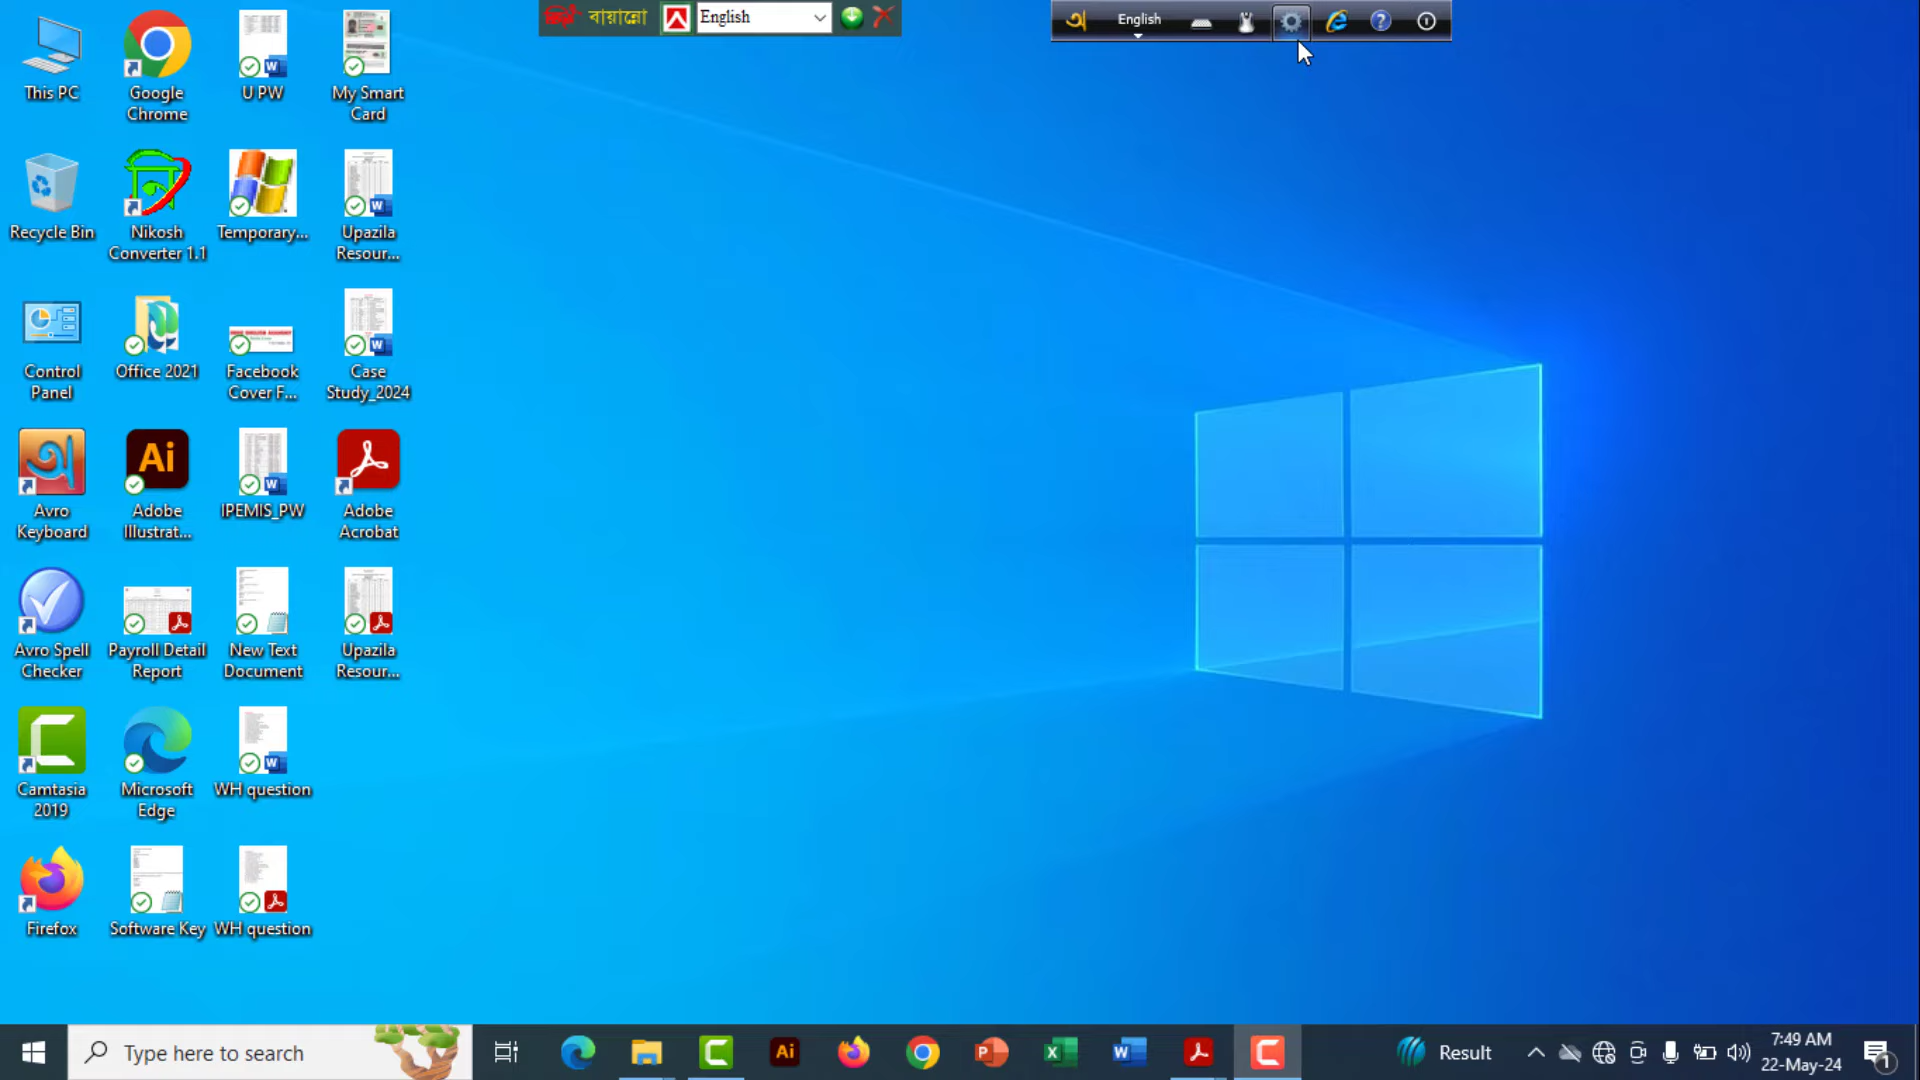 বায়ান্নো English
English
This PC
Google Chrome
U PW
My Smart Card
Recycle Bin
Nikosh Converter 1.1
Temporary...
Upazila Resour...
Control Panel
Office 2021
Facebook Cover F...
Case Study_2024
Avro Keyboard
Adobe Illustrat...
IPEMIS_PW
Adobe Acrobat
Avro Spell Checker
Payroll Detail Report
New Text Document
Upazila Resour...
Camtasia 2019
Microsoft Edge
WH question
Firefox
Software Key
WH question
Type here to search
Result
7:49 AM
22-May-24
1